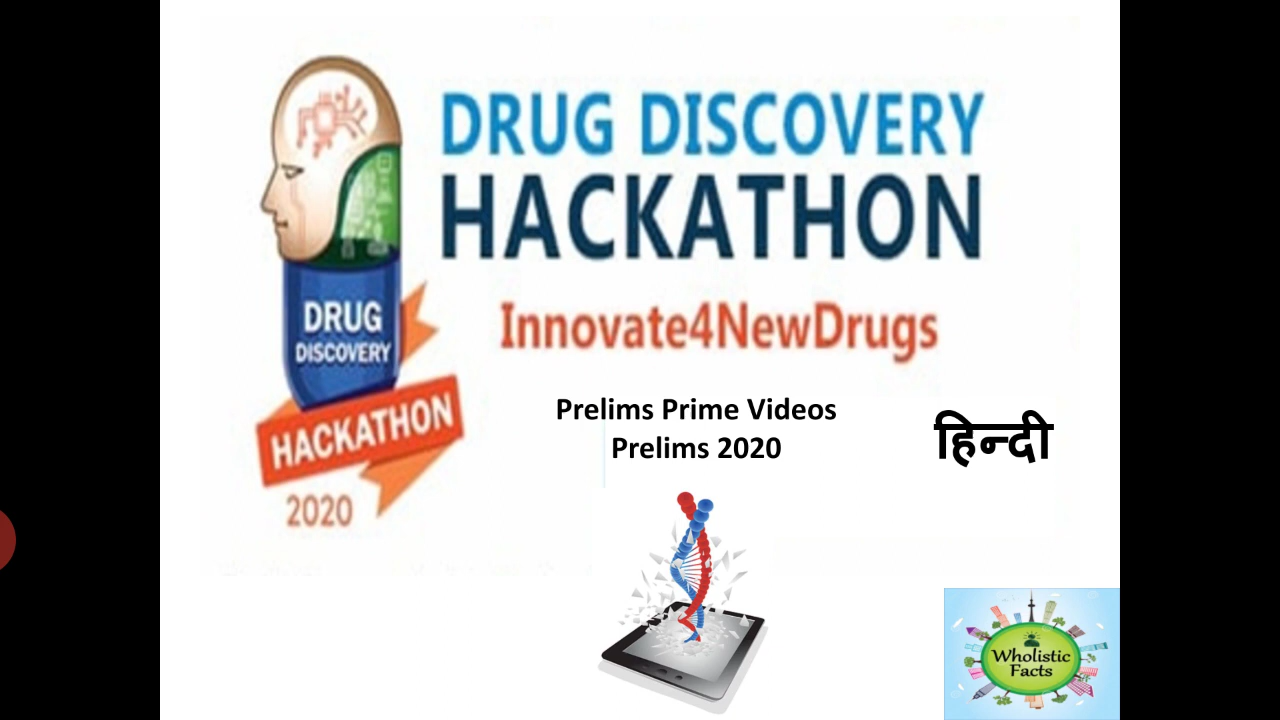 DRUG DISCOVERY
HACKATHON
Innovate4NewDrugs
DRUG
DISCOVERY
HACKATHON
2020
Prelims Prime Videos
Prelims 2020
हिन्दी
Wholistic
Facts